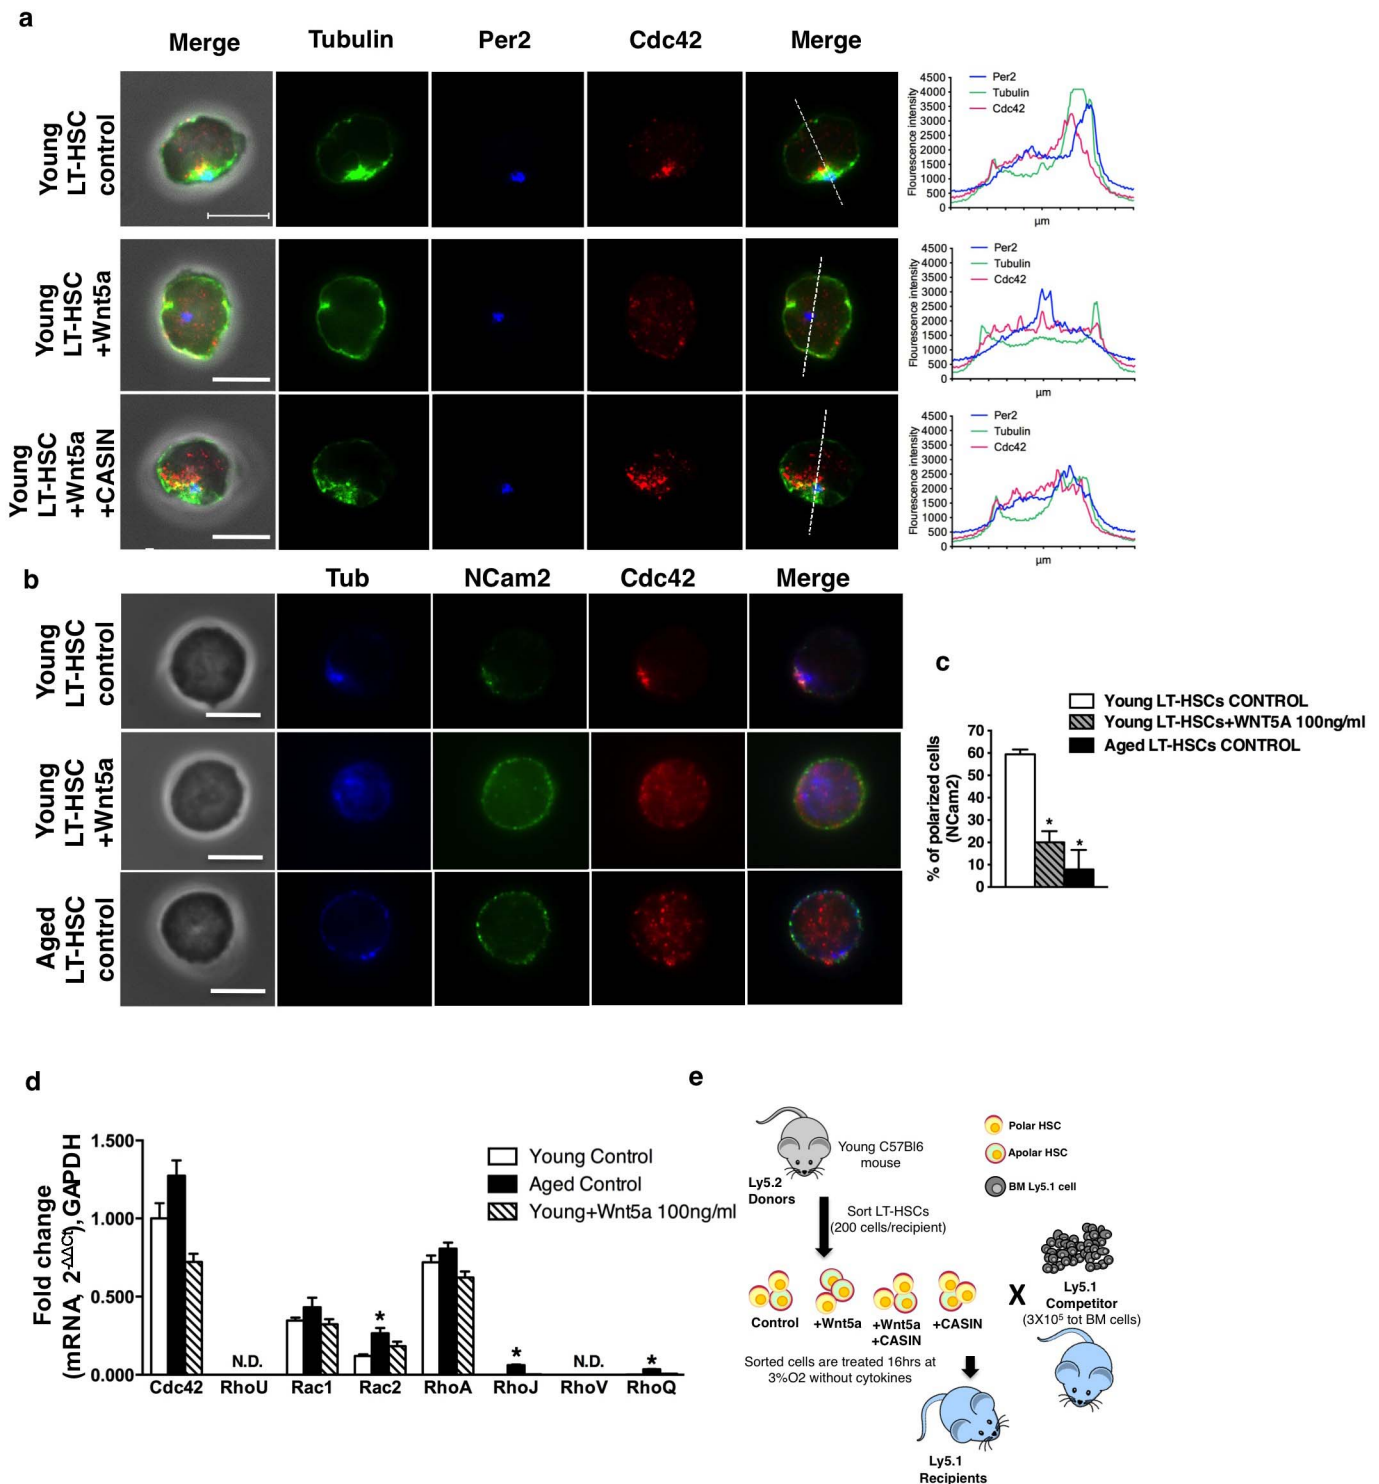 a
Merge
Tubulin
Per2
Cdc42
Merge
Young
LT-HSC
control
Flourescence intensity
4500
4000
3500
3000
2500
2000
1500
1000
500
0
Per2
Tubulin
Cdc42
µm
Young
LT-HSC
+Wnt5a
Flourescence intensity
4500
4000
3500
3000
2500
2000
1500
1000
500
0
Per2
Tubulin
Cdc42
µm
Young
LT-HSC
+Wnt5a
+CASIN
Flourescence intensity
4500
4000
3500
3000
2500
2000
1500
1000
500
0
Per2
Tubulin
Cdc42
µm
b
Tub
NCam2
Cdc42
Merge
Young
LT-HSC
control
Young
LT-HSC
+Wnt5a
Aged
LT-HSC
control
c
Young LT-HSCs CONTROL
Young LT-HSCs+WNT5A 100ng/ml
Aged LT-HSCs CONTROL
% of polarized cells
(NCam2)
70
60
50
40
30
20
10
0
*
*
d
Fold change
(mRNA, 2-ΔΔCt), GAPDH
1.500
1.000
0.500
0.000
Young Control
Aged Control
Young+Wnt5a 100ng/ml
N.D.
*
*
N.D.
*
Cdc42 RhoU Rac1 Rac2 RhoA RhoJ RhoV RhoQ
e
Young C57Bl6
mouse
Ly5.2
Donors
Polar HSC
Apolar HSC
BM Ly5.1 cell
Sort LT-HSCs
(200 cells/recipient)
Control
+Wnt5a
+Wnt5a
+CASIN
+CASIN
X
Ly5.1
Competitor
(3X10⁵ tot BM cells)
Sorted cells are treated 16hrs at
3%O2 without cytokines
Ly5.1
Recipients